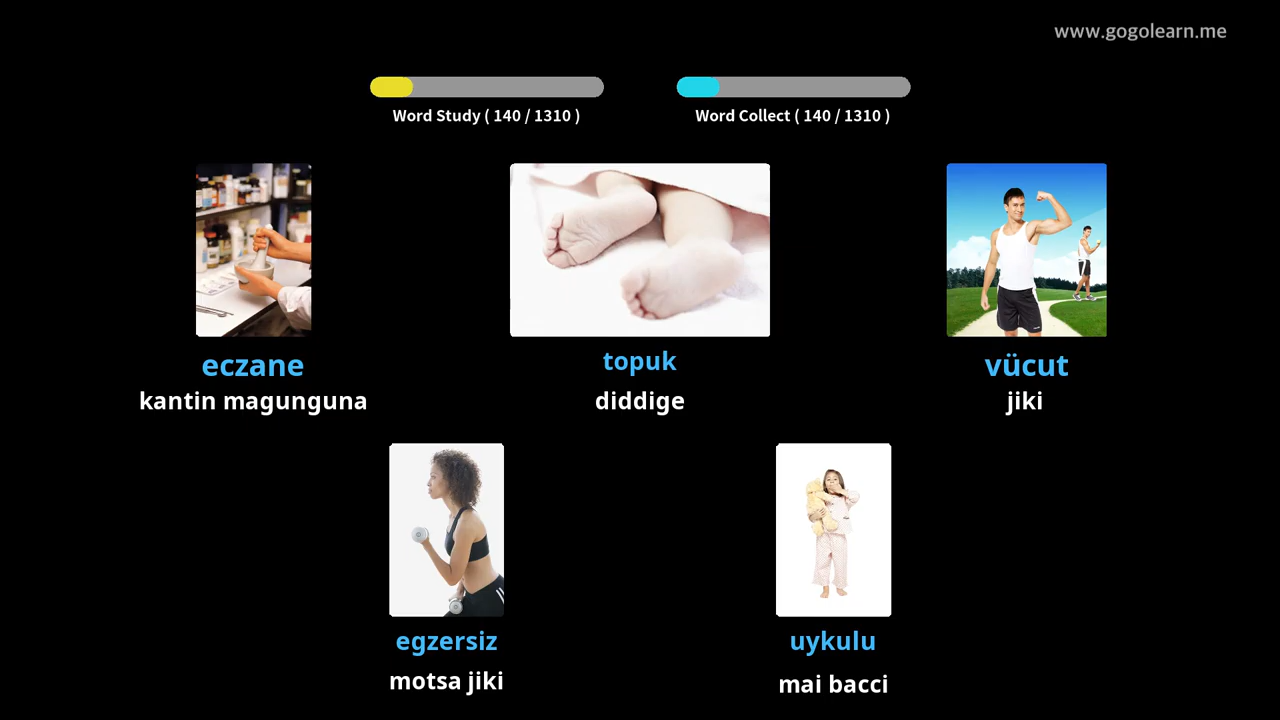 www.gogolearn.me
Word Study ( 140 / 1310 )
Word Collect ( 140 / 1310 )
eczane
kantin magunguna
topuk
diddige
vücut
jiki
egzersiz
motsa jiki
uykulu
mai bacci